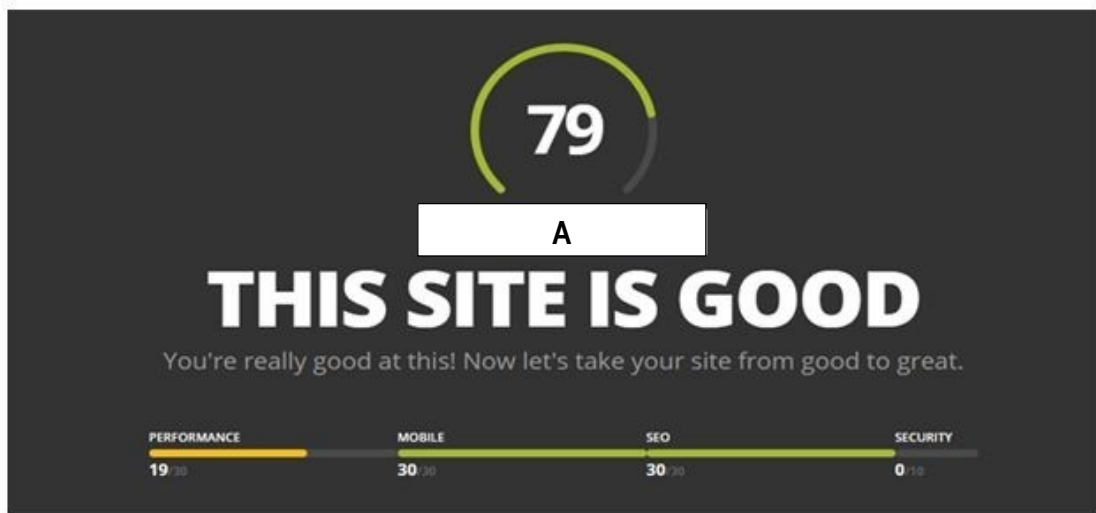 79
A
THIS SITE IS GOOD
You're really good at this! Now let's take your site from good to great.
PERFORMANCE MOBILE SEO SECURITY
19/30 30/30 30/30 0/10